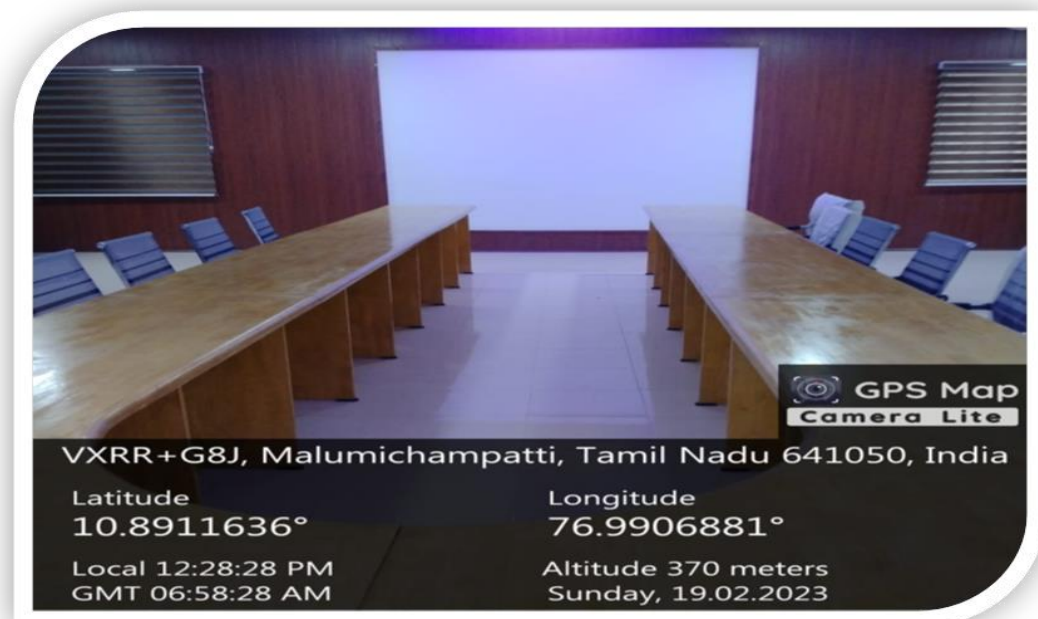 GPS Map
Camera Lite
VXRR+G8J, Malumichampatti, Tamil Nadu 641050, India
Latitude
10.8911636°
Longitude
76.9906881°
Local 12:28:28 PM
GMT 06:58:28 AM
Altitude 370 meters
Sunday, 19.02.2023